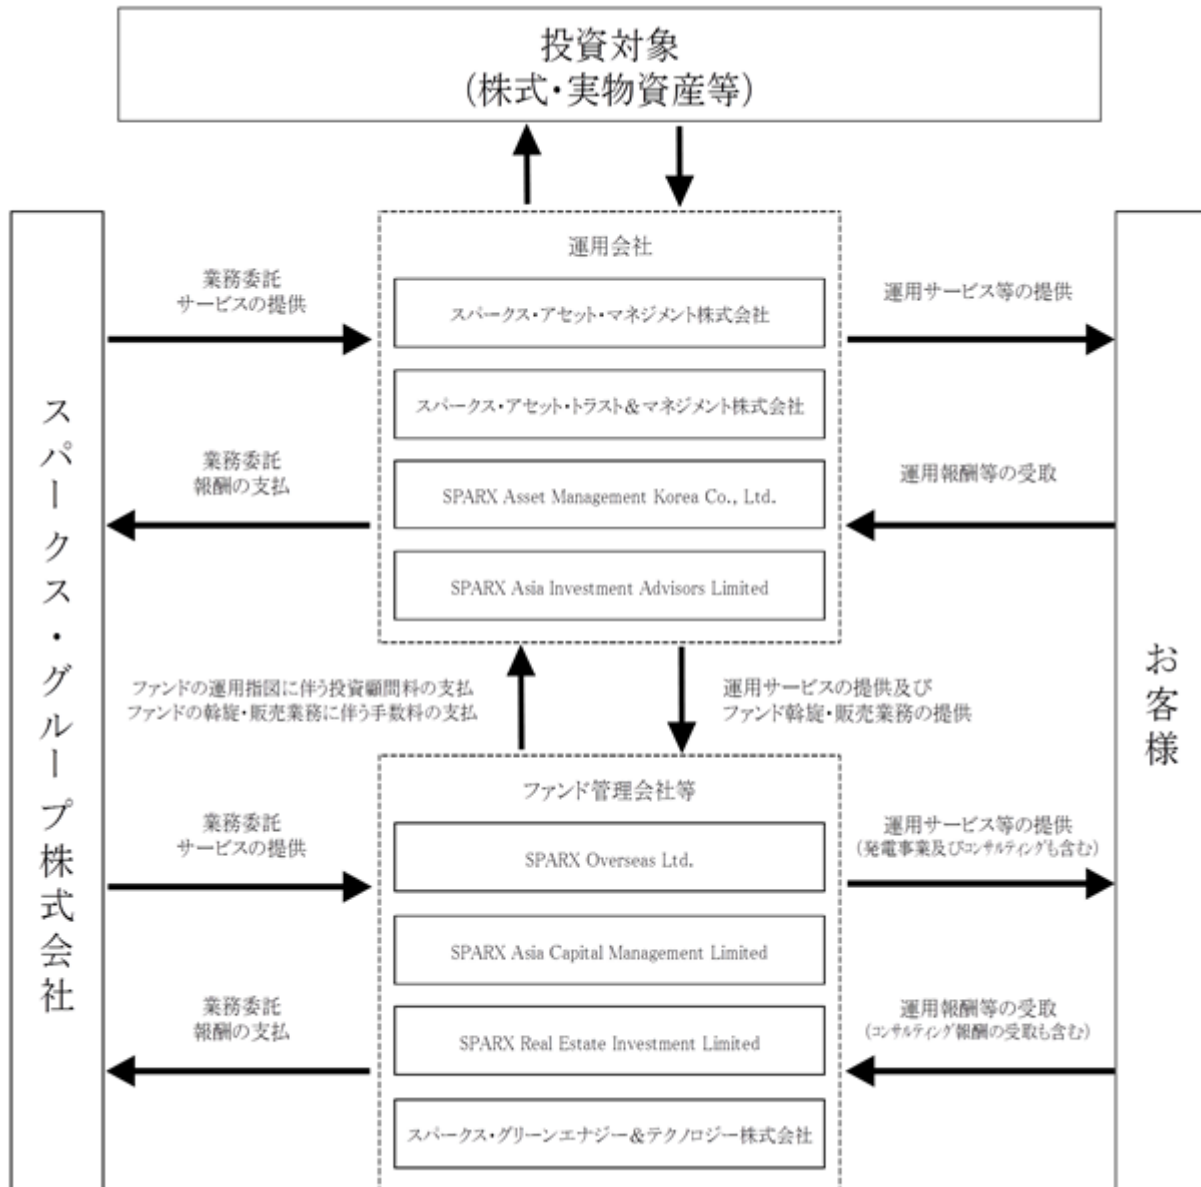 投資対象
(株式・実物資産等)
スパークス・グループ株式会社
運用会社
スパークス・アセット・マネジメント株式会社
スパークス・アセット・トラスト&マネジメント株式会社
SPARX Asset Management Korea Co., Ltd.
SPARX Asia Investment Advisors Limited
業務委託
サービスの提供
業務委託
報酬の支払
運用サービス等の提供
運用報酬等の受取
お客様
ファンドの運用指図に伴う投資顧問料の支払
ファンドの斡旋・販売業務に伴う手数料の支払
運用サービスの提供及び
ファンド斡旋・販売業務の提供
ファンド管理会社等
SPARX Overseas Ltd.
SPARX Asia Capital Management Limited
SPARX Real Estate Investment Limited
スパークス・グリーンエナジー&テクノロジー株式会社
業務委託
サービスの提供
業務委託
報酬の支払
運用サービス等の提供
(発電事業及びコンサルティングも含む)
運用報酬等の受取
(コンサルティング報酬の受取も含む)